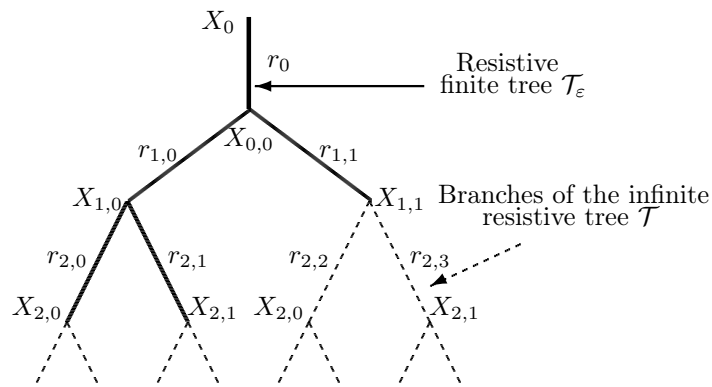 X_0
r_0
Resistive
finite tree 𝒯_ε
X_{0,0}
r_{1,0}
r_{1,1}
X_{1,0}
X_{1,1}
Branches of the infinite
resistive tree 𝒯
r_{2,0}
r_{2,1}
r_{2,2}
r_{2,3}
X_{2,0}
X_{2,1}
X_{2,0}
X_{2,1}